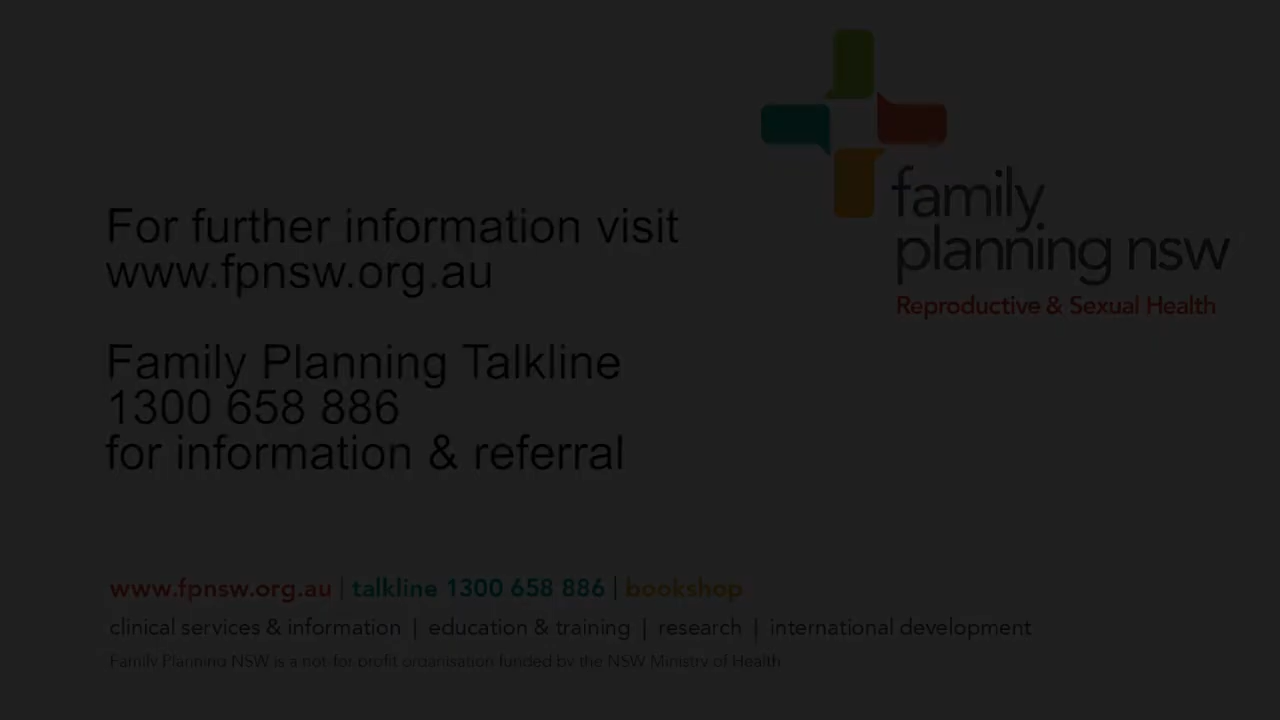 For further information visit
www.fpnsw.org.au
Family Planning Talkline
1300 658 886
for information & referral
family
planning nsw
Reproductive & Sexual Health
www.fpnsw.org.au | talkline 1300 658 886 | bookshop
clinical services & information | education & training | research | international development
Family Planning NSW is a not-for-profit organisation funded by the NSW Ministry of Health